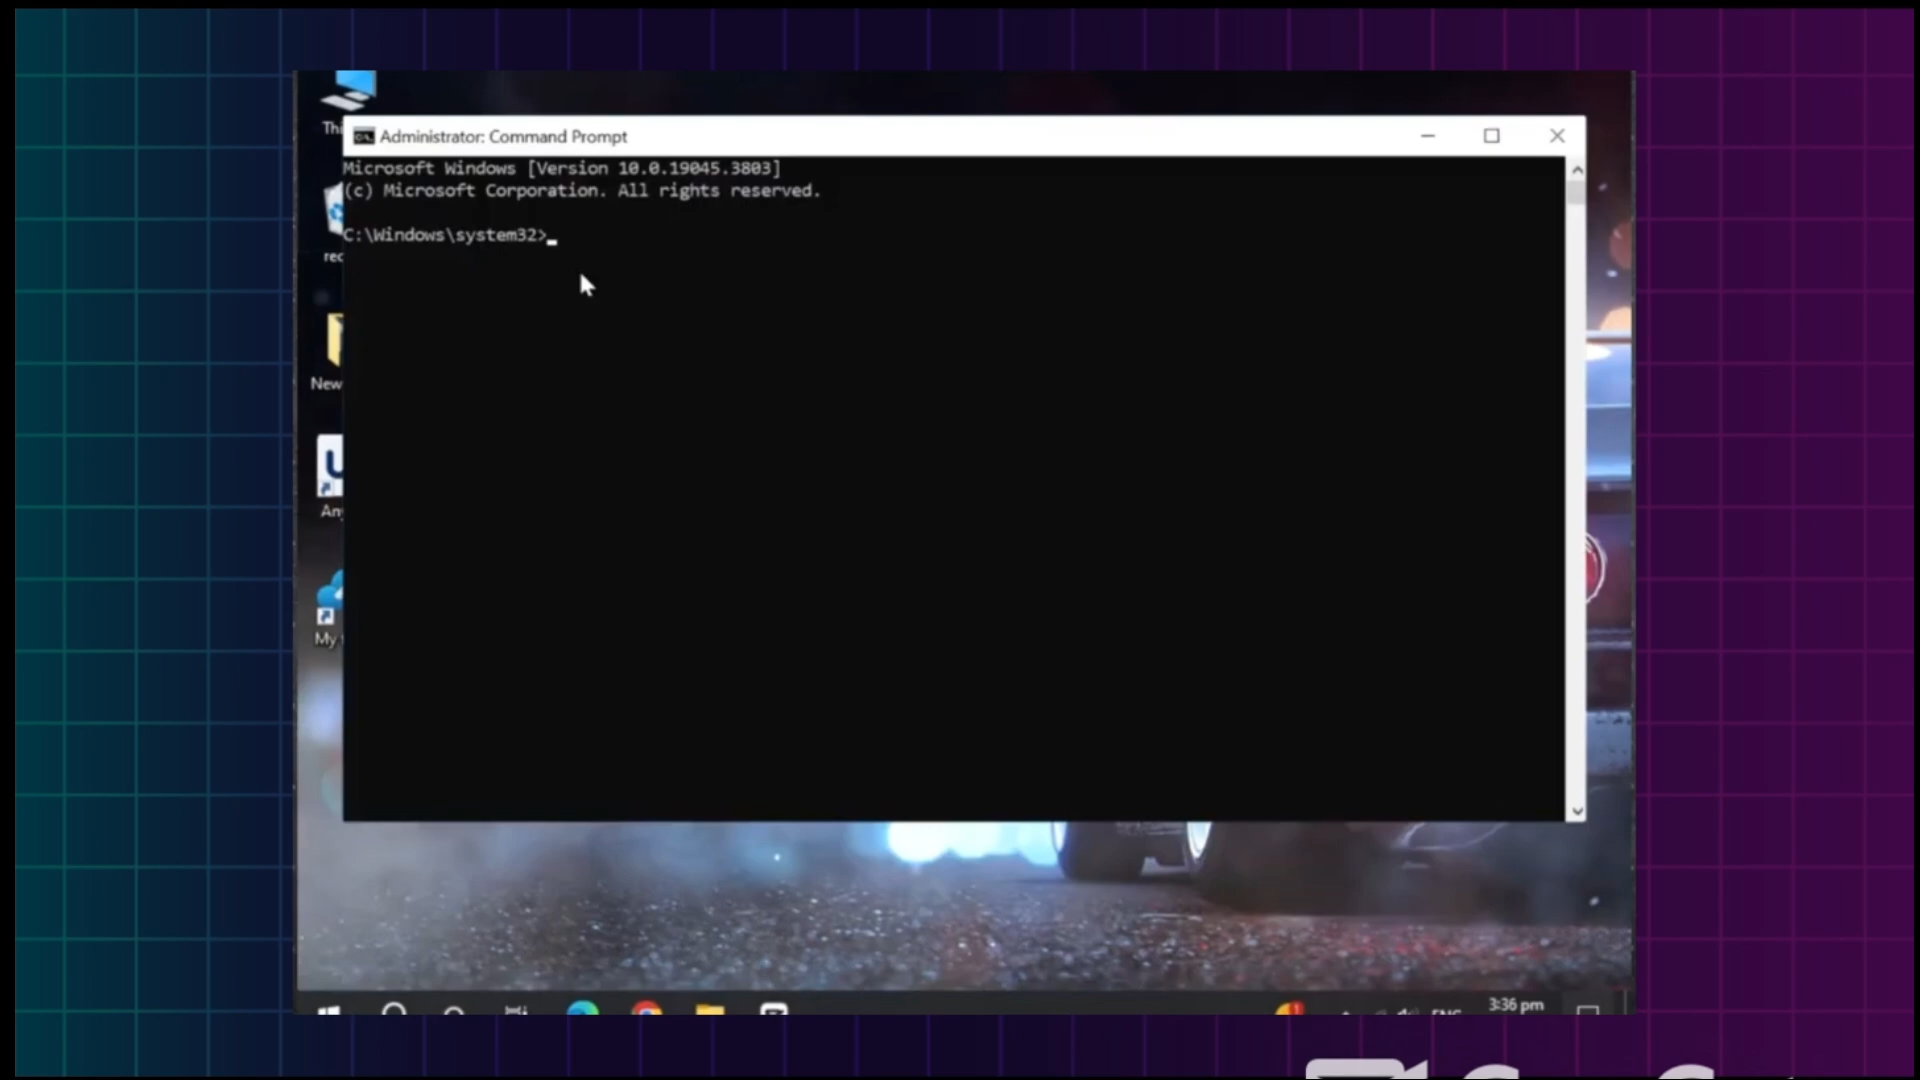 Administrator: Command Prompt
Microsoft Windows [Version 10.0.19045.3803]
(c) Microsoft Corporation. All rights reserved.
C:\Windows\system32>
New
My
3:36 pm